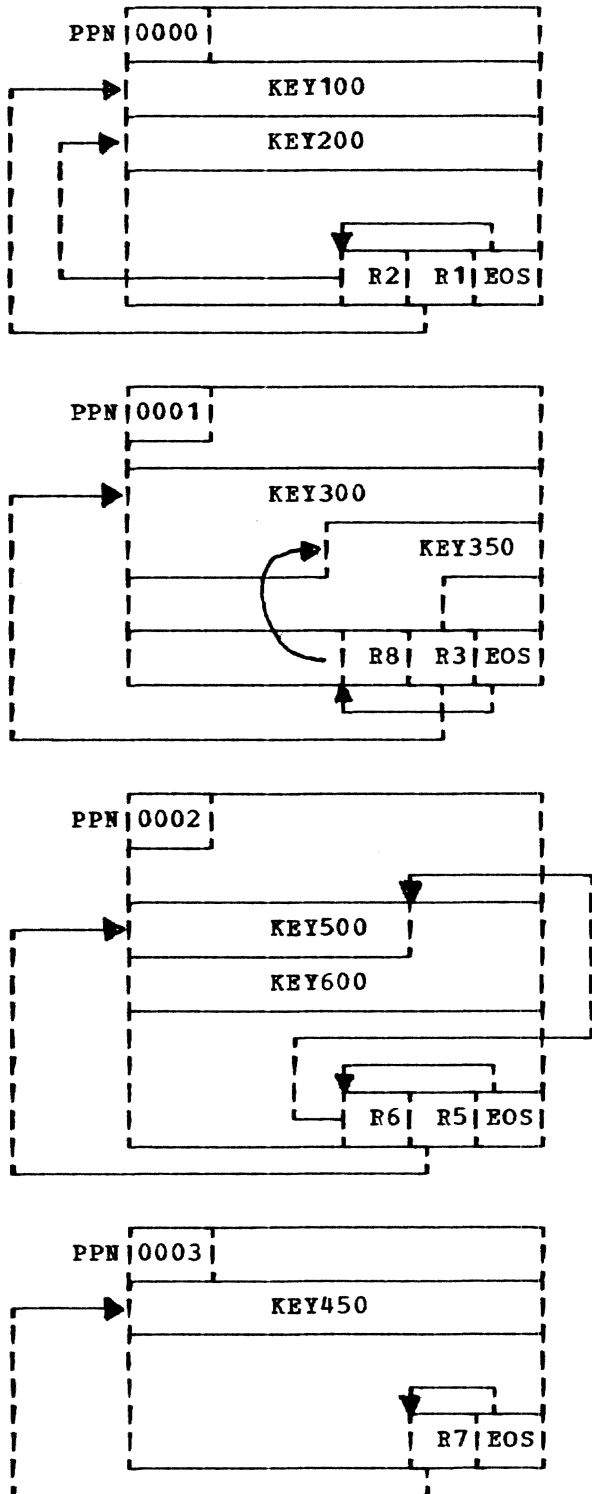 PPN 0000
KEY100
KEY200
R2 R1 EOS
PPN 0001
KEY300
KEY350
R8 R3 EOS
PPN 0002
KEY500
KEY600
R6 R5 EOS
PPN 0003
KEY450
R7 EOS